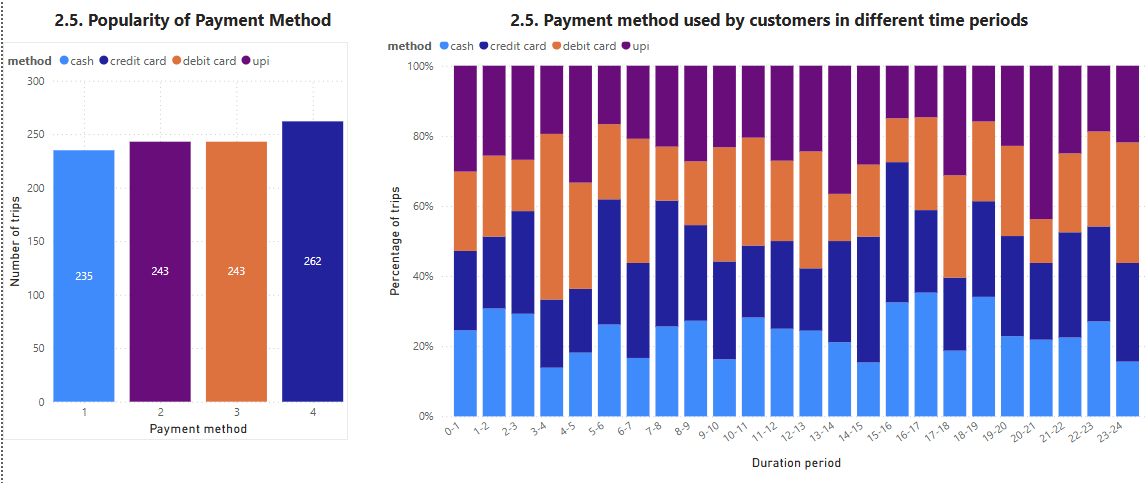 2.5. Popularity of Payment Method
method cash credit card debit card upi
300
250
200
150
100
50
0
Number of trips
235
243
243
262
1 2 3 4
Payment method
2.5. Payment method used by customers in different time periods
method cash credit card debit card upi
100%
80%
60%
40%
20%
0%
Percentage of trips
0-1 1-2 2-3 3-4 4-5 5-6 6-7 7-8 8-9 9-10 10-11 11-12 12-13 13-14 14-15 15-16 16-17 17-18 18-19 19-20 20-21 21-22 22-23 23-24
Duration period